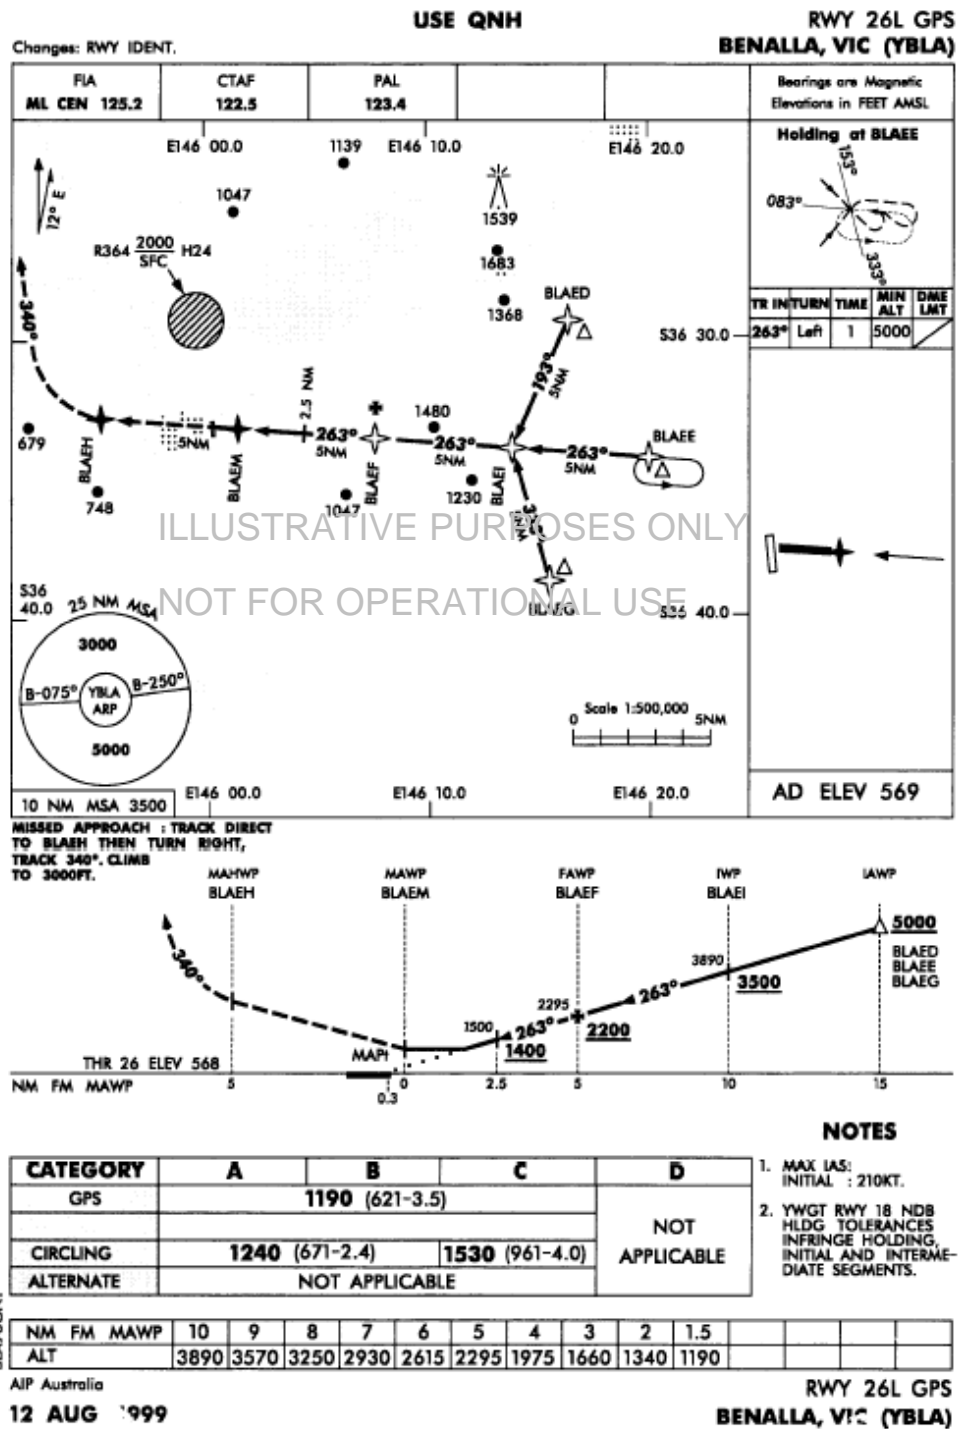 USE QNH
RWY 26L GPS
Changes: RWY IDENT.
BENALLA, VIC (YBLA)
FIA
ML CEN 125.2
CTAF
122.5
PAL
123.4
Bearings are Magnetic
Elevations in FEET AMSL
E146 00.0
1139
E146 10.0
E146 20.0
Holding at BLAEE
153°
083°
333°
12° E
1047
1539
R364 2000 H24
SFC
1683
1368
BLAED
TR IN TURN TIME MIN ALT DME LMT
263° Left 1 5000
340°
S36 30.0
193°
5NM
2.5 NM
679
1480
BLAEE
263°
5NM
263°
5NM
263°
5NM
5NM
BLAEH
BLAEM
BLAEF
BLAEI
748
1047
1230
ILLUSTRATIVE PURPOSES ONLY
NOT FOR OPERATIONAL USE
S36
40.0
S36 40.0
BLAEG
25 NM MSA
3000
B-075°
YBLA
ARP
B-250°
5000
Scale 1:500,000
0
5NM
10 NM MSA 3500
E146 00.0
E146 10.0
E146 20.0
AD ELEV 569
MISSED APPROACH : TRACK DIRECT
TO BLAEH THEN TURN RIGHT,
TRACK 340°. CLIMB
TO 3000FT.
MAHWP
BLAEH
MAWP
BLAEM
FAWP
BLAEF
IWP
BLAEI
IAWP
5000
BLAED
BLAEE
BLAEG
340°
3890
3500
263°
2295
2200
263°
1500
1400
MAPt
THR 26 ELEV 568
NM FM MAWP 5 0 2.5 5 10 15
0.3
NOTES
CATEGORY A B C D
GPS 1190 (621-3.5)
NOT
APPLICABLE
CIRCLING 1240 (671-2.4) 1530 (961-4.0)
ALTERNATE NOT APPLICABLE
1. MAX IAS:
INITIAL : 210KT.
2. YWGT RWY 18 NDB
HLDG TOLERANCES
INFRINGE HOLDING,
INITIAL AND INTERME-
DIATE SEGMENTS.
NM FM MAWP 10 9 8 7 6 5 4 3 2 1.5
ALT 3890 3570 3250 2930 2615 2295 1975 1660 1340 1190
AIP Australia
12 AUG 1999
RWY 26L GPS
BENALLA, VIC (YBLA)